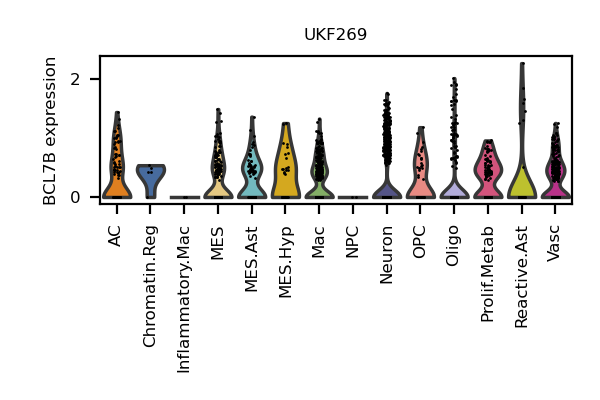 UKF269
BCL7B expression
2
0
AC
Chromatin.Reg
Inflammatory.Mac
MES
MES.Ast
MES.Hyp
Mac
NPC
Neuron
OPC
Oligo
Prolif.Metab
Reactive.Ast
Vasc